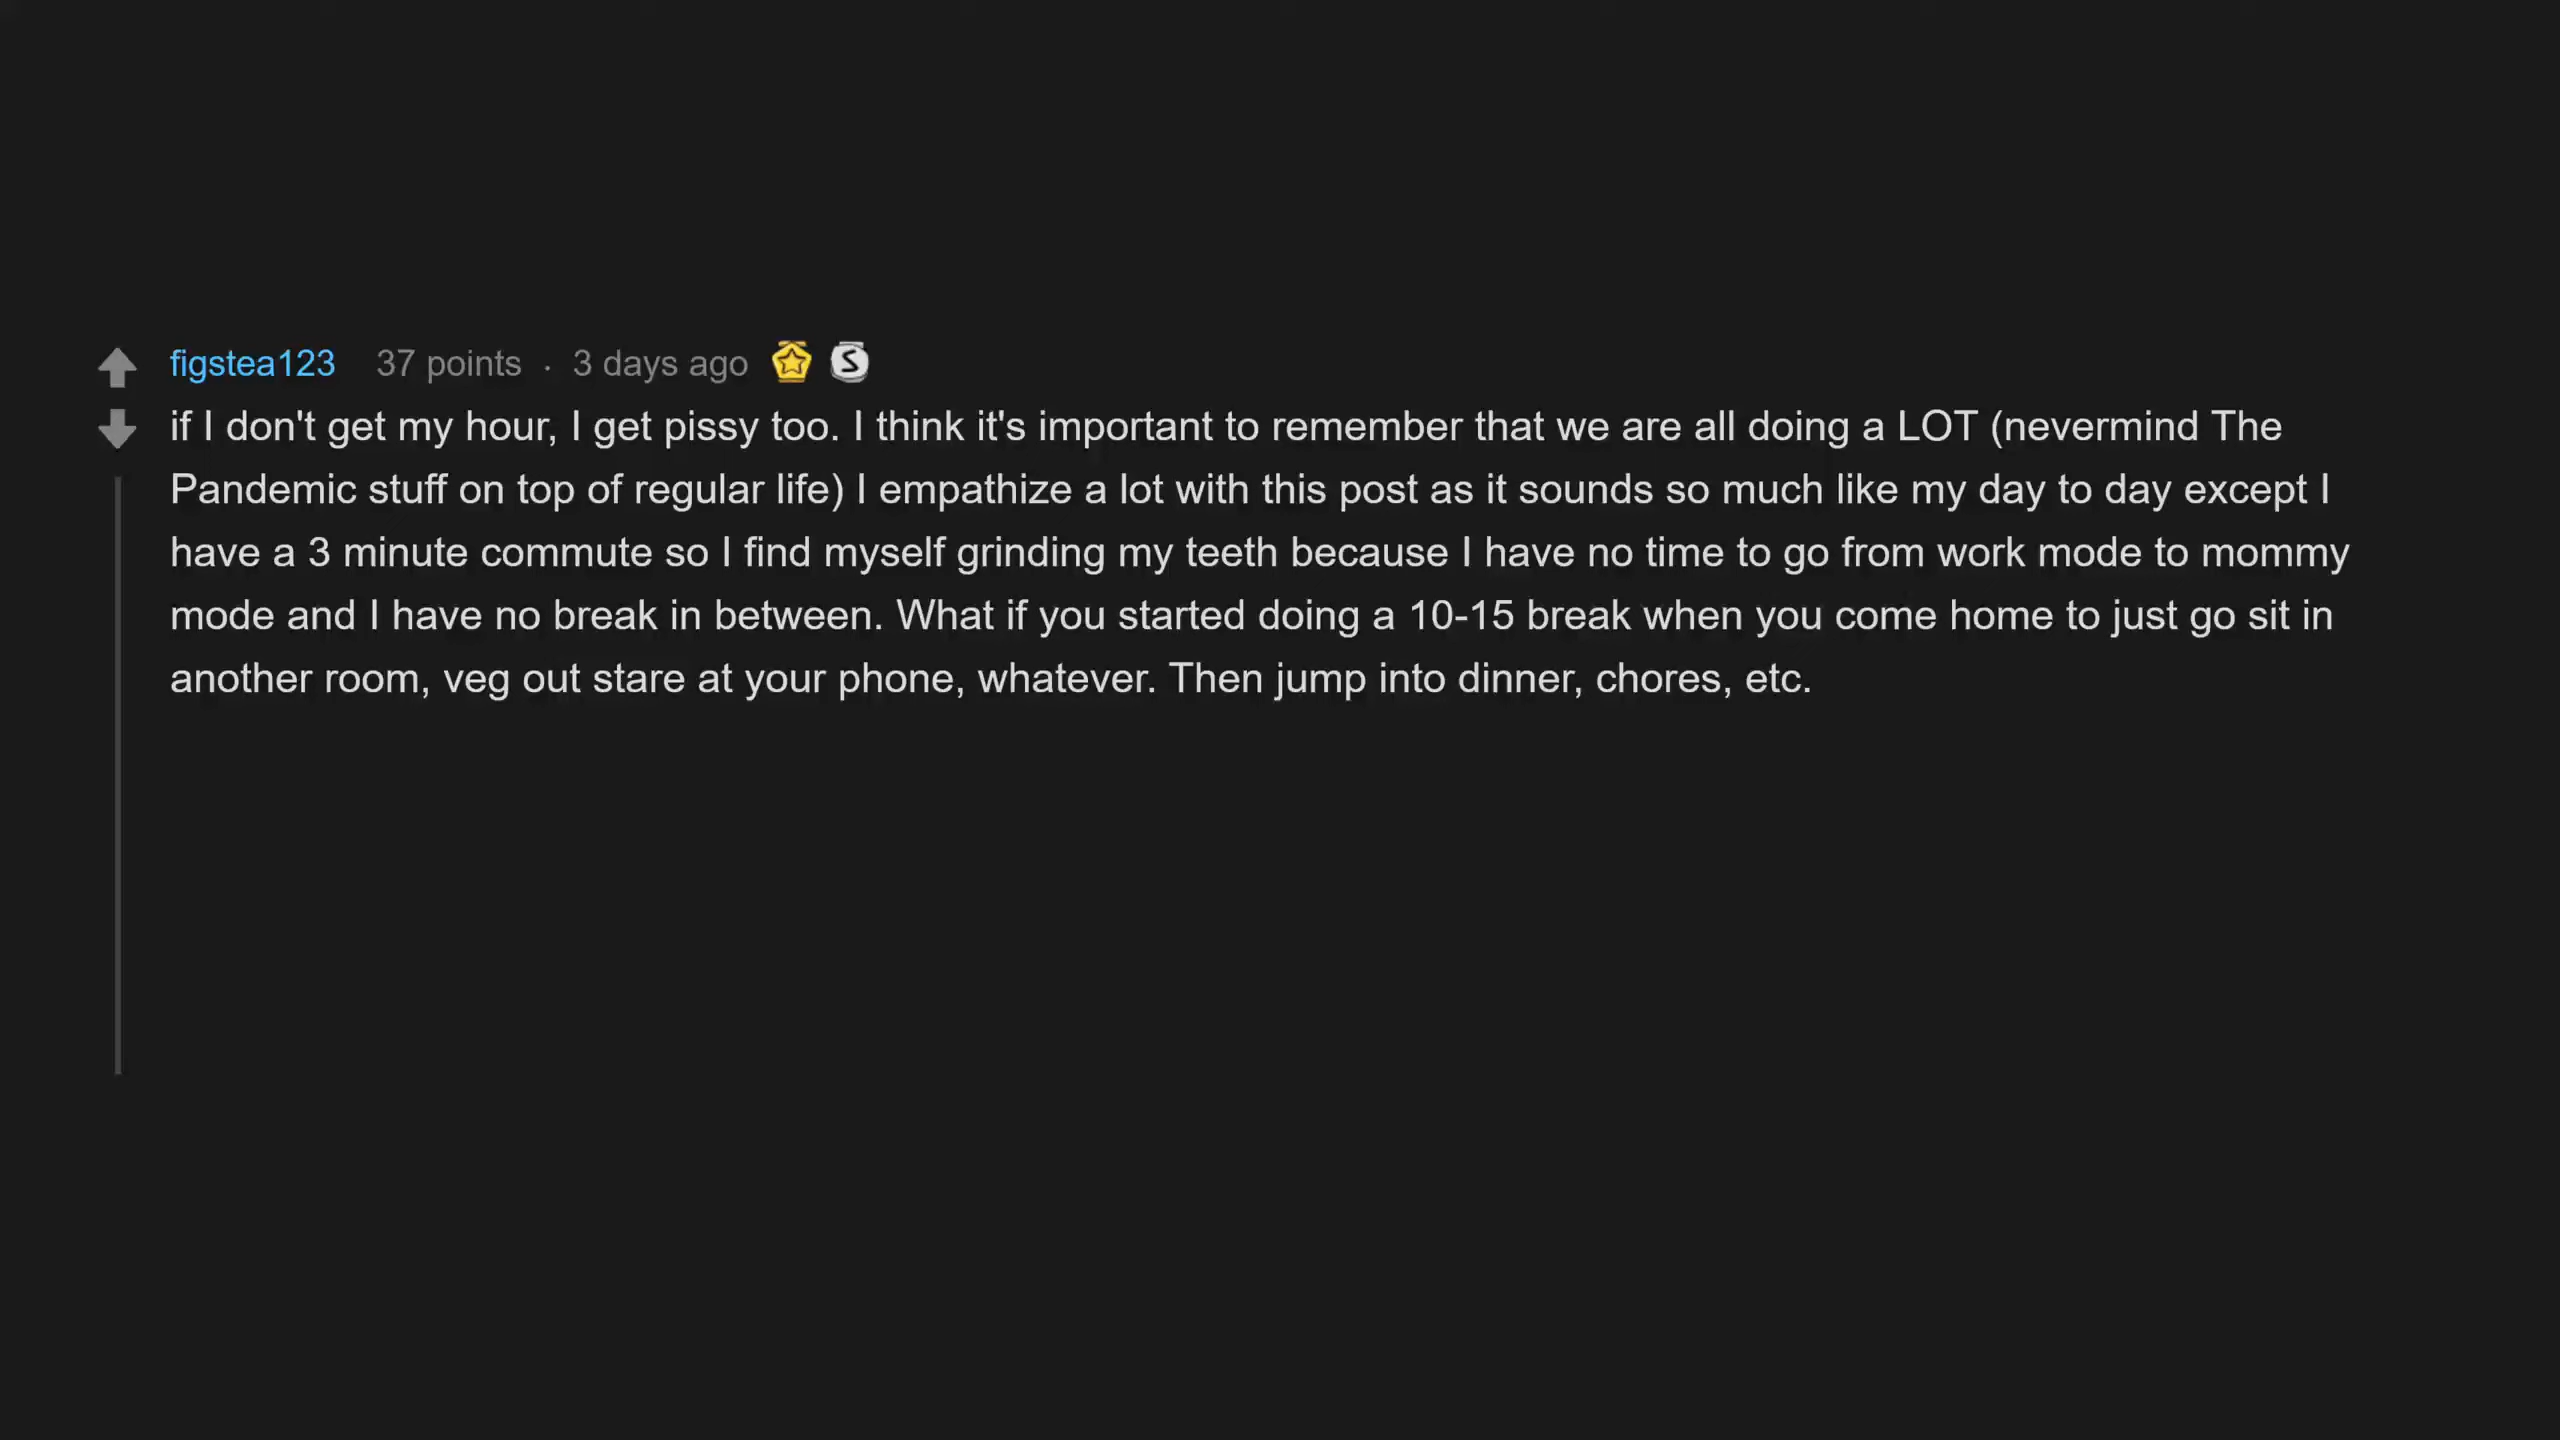 figstea123 37 points · 3 days ago
if I don't get my hour, I get pissy too. I think it's important to remember that we are all doing a LOT (nevermind The
Pandemic stuff on top of regular life) I empathize a lot with this post as it sounds so much like my day to day except I
have a 3 minute commute so I find myself grinding my teeth because I have no time to go from work mode to mommy
mode and I have no break in between. What if you started doing a 10-15 break when you come home to just go sit in
another room, veg out stare at your phone, whatever. Then jump into dinner, chores, etc.